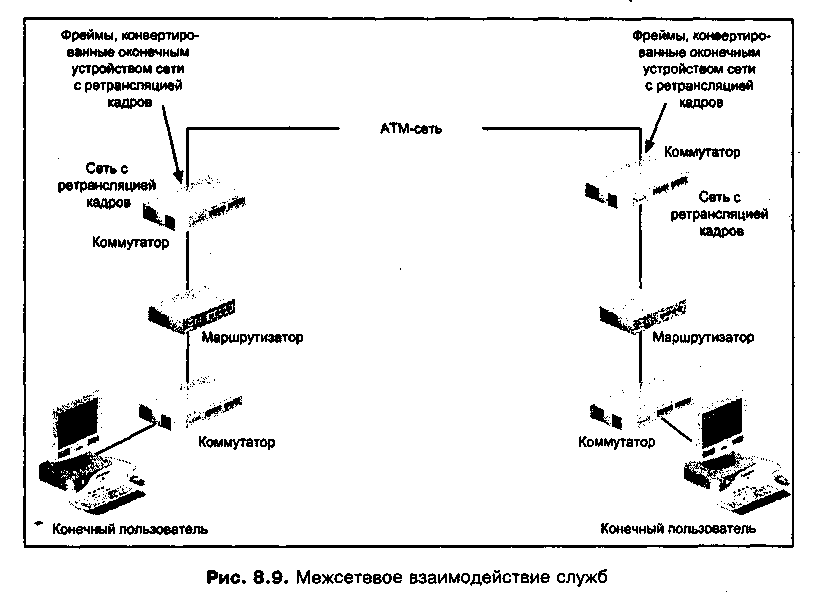 Фреймы, конвертиро-
ванные оконечным
устройством сети
с ретрансляцией
кадров
Фреймы, конвертиро-
ванные оконечным
устройством сети
с ретрансляцией
кадров
АТМ-сеть
Коммутатор
Сеть с
ретрансляцией
кадров
Коммутатор
Сеть с
ретрансляцией
кадров
Маршрутизатор
Маршрутизатор
Коммутатор
Коммутатор
Конечный пользователь
Конечный пользователь
Рис. 8.9. Межсетевое взаимодействие служб